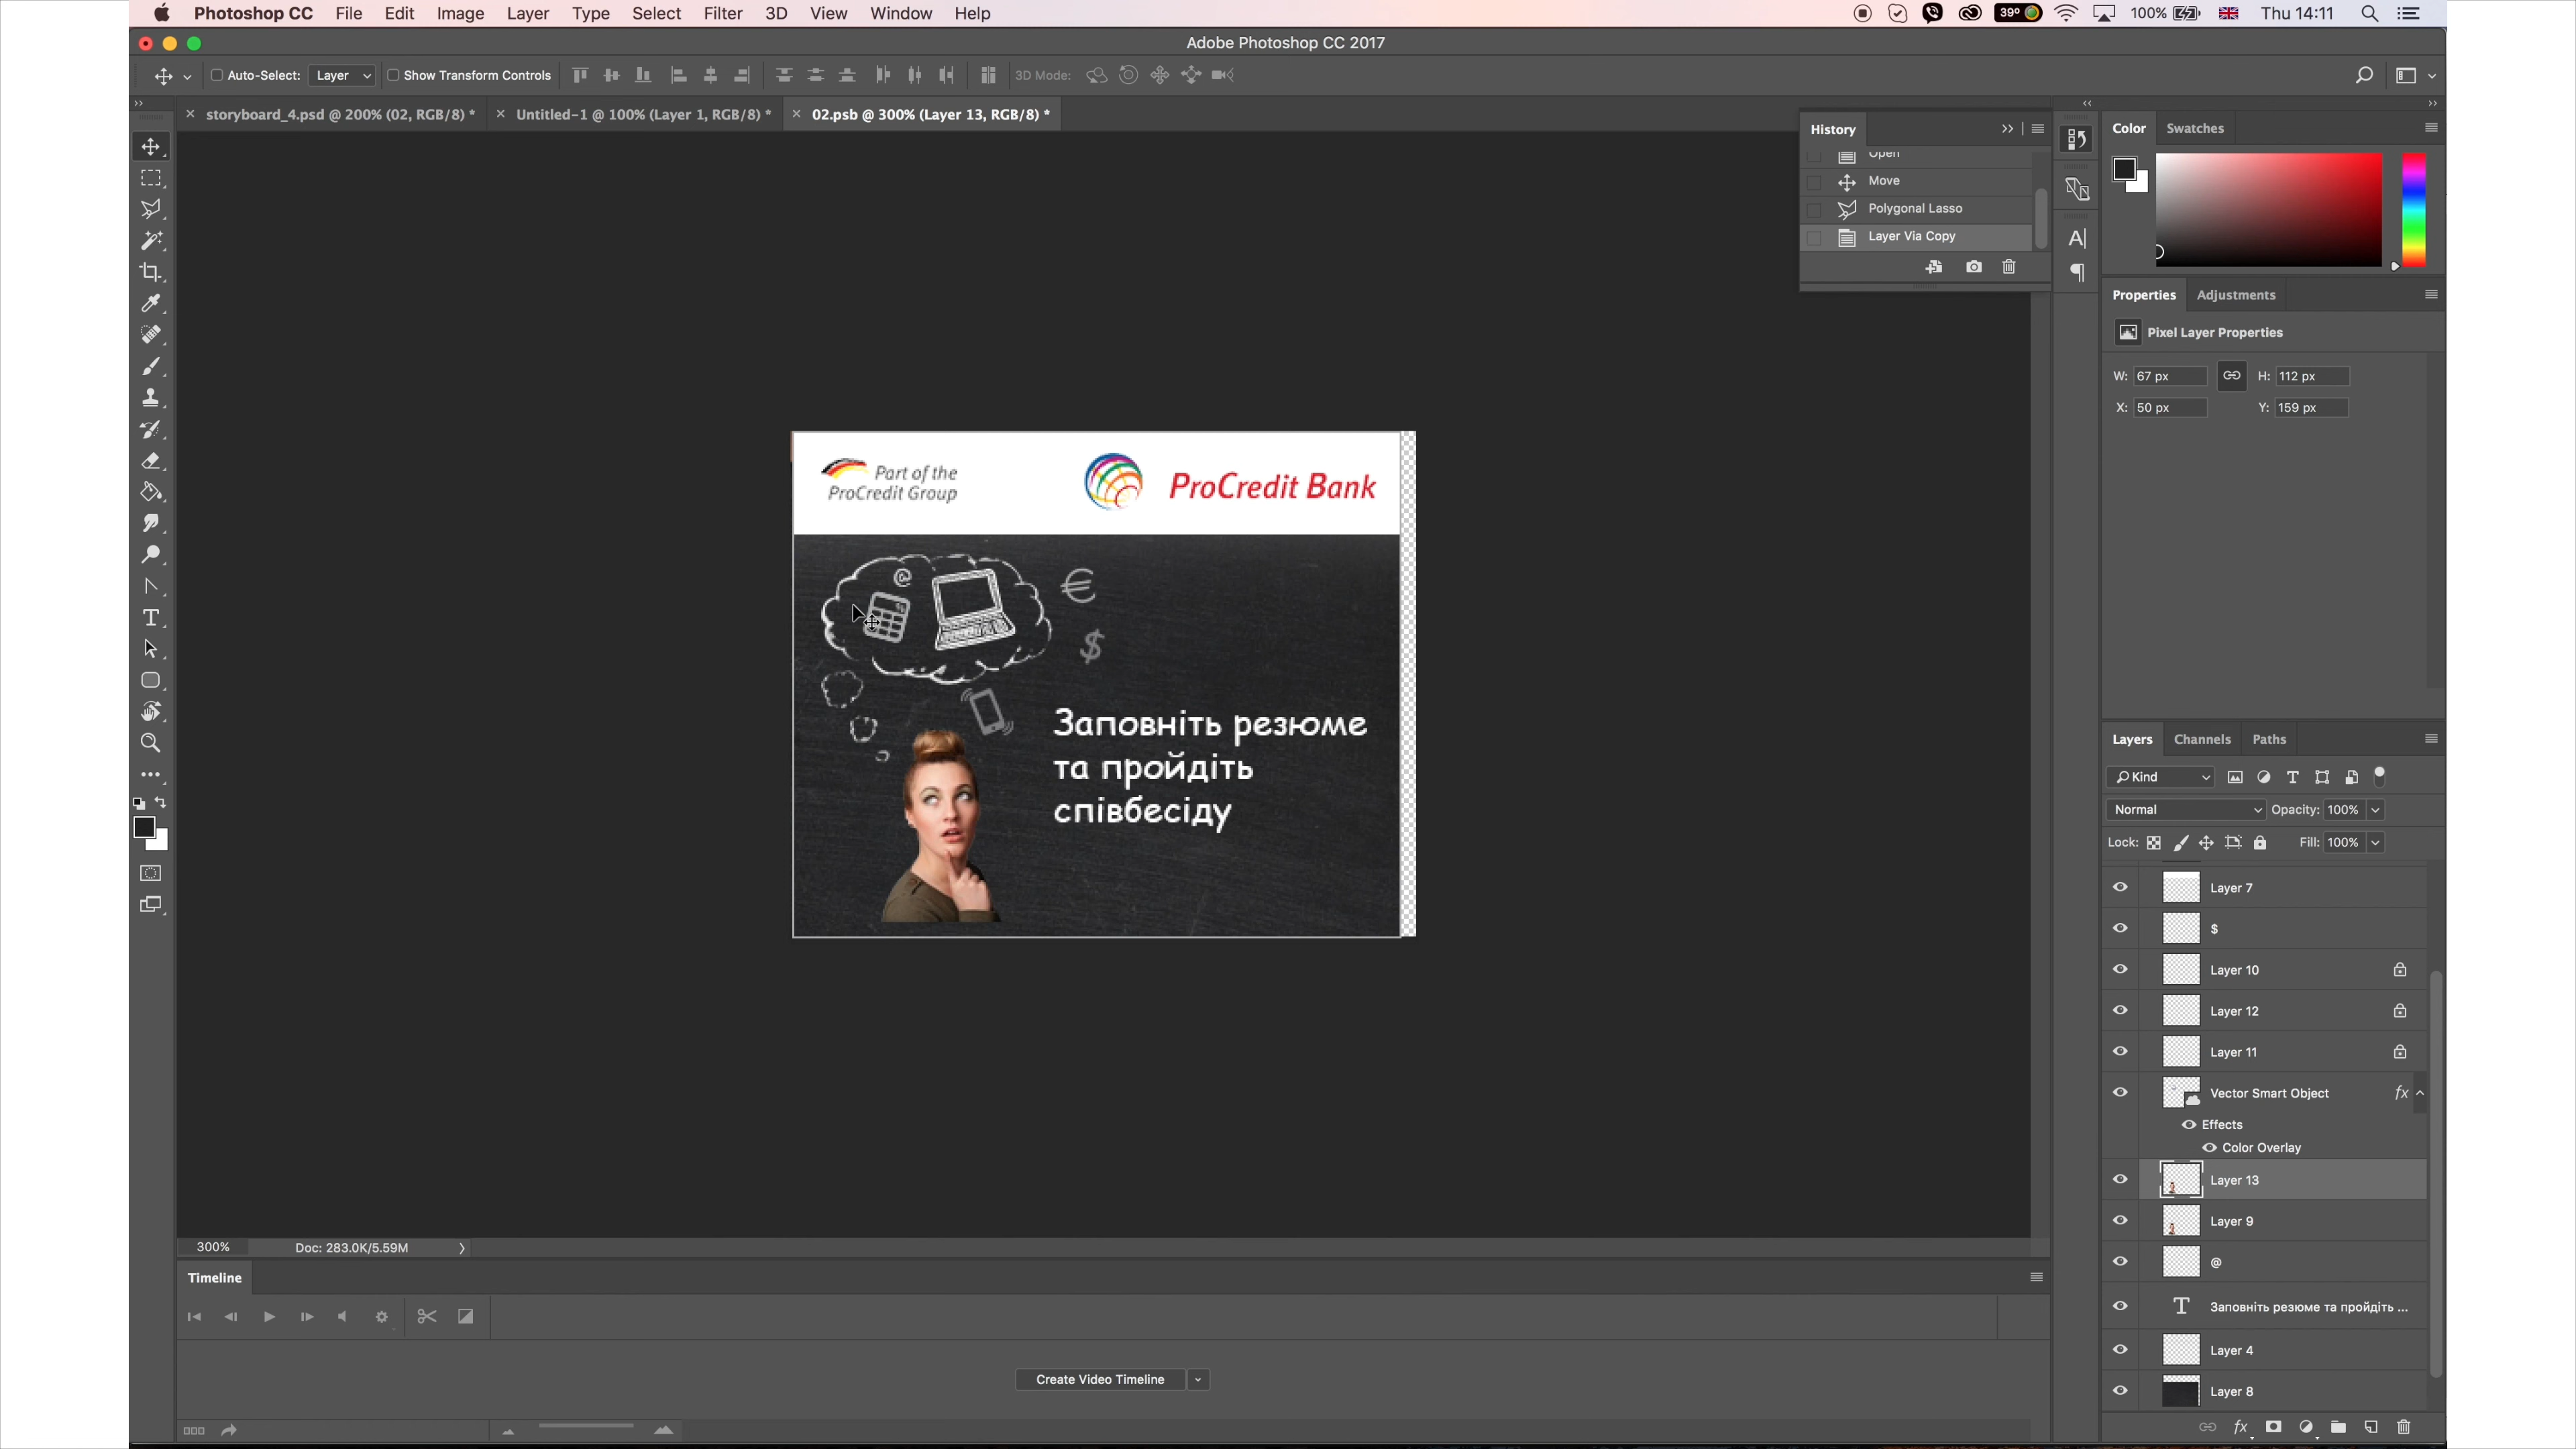 Photoshop CC File Edit Image Layer Type Select Filter 3D View Window Help 39° 100% Thu 14:11
Adobe Photoshop CC 2017
Auto-Select: Layer Show Transform Controls 3D Mode:
storyboard_4.psd @ 200% (02, RGB/8) * Untitled-1 @ 100% (Layer 1, RGB/8) * 02.psb @ 300% (Layer 13, RGB/8) *
History
Open
Move
Polygonal Lasso
Layer Via Copy
Color Swatches
Properties Adjustments
Pixel Layer Properties
W: 67 px H: 112 px
X: 50 px Y: 159 px
Part of the
ProCredit Group
ProCredit Bank
@
€
$
Заповніть резюме
та пройдіть
співбесіду
Layers Channels Paths
Kind
Normal Opacity: 100%
Lock: Fill: 100%
Layer 7
$
Layer 10
Layer 12
Layer 11
Vector Smart Object fx
Effects
Color Overlay
Layer 13
Layer 9
@
T Заповніть резюме та пройдіть ...
Layer 4
Layer 8
fx
300% Doc: 283.0K/5.59M
Timeline
Create Video Timeline